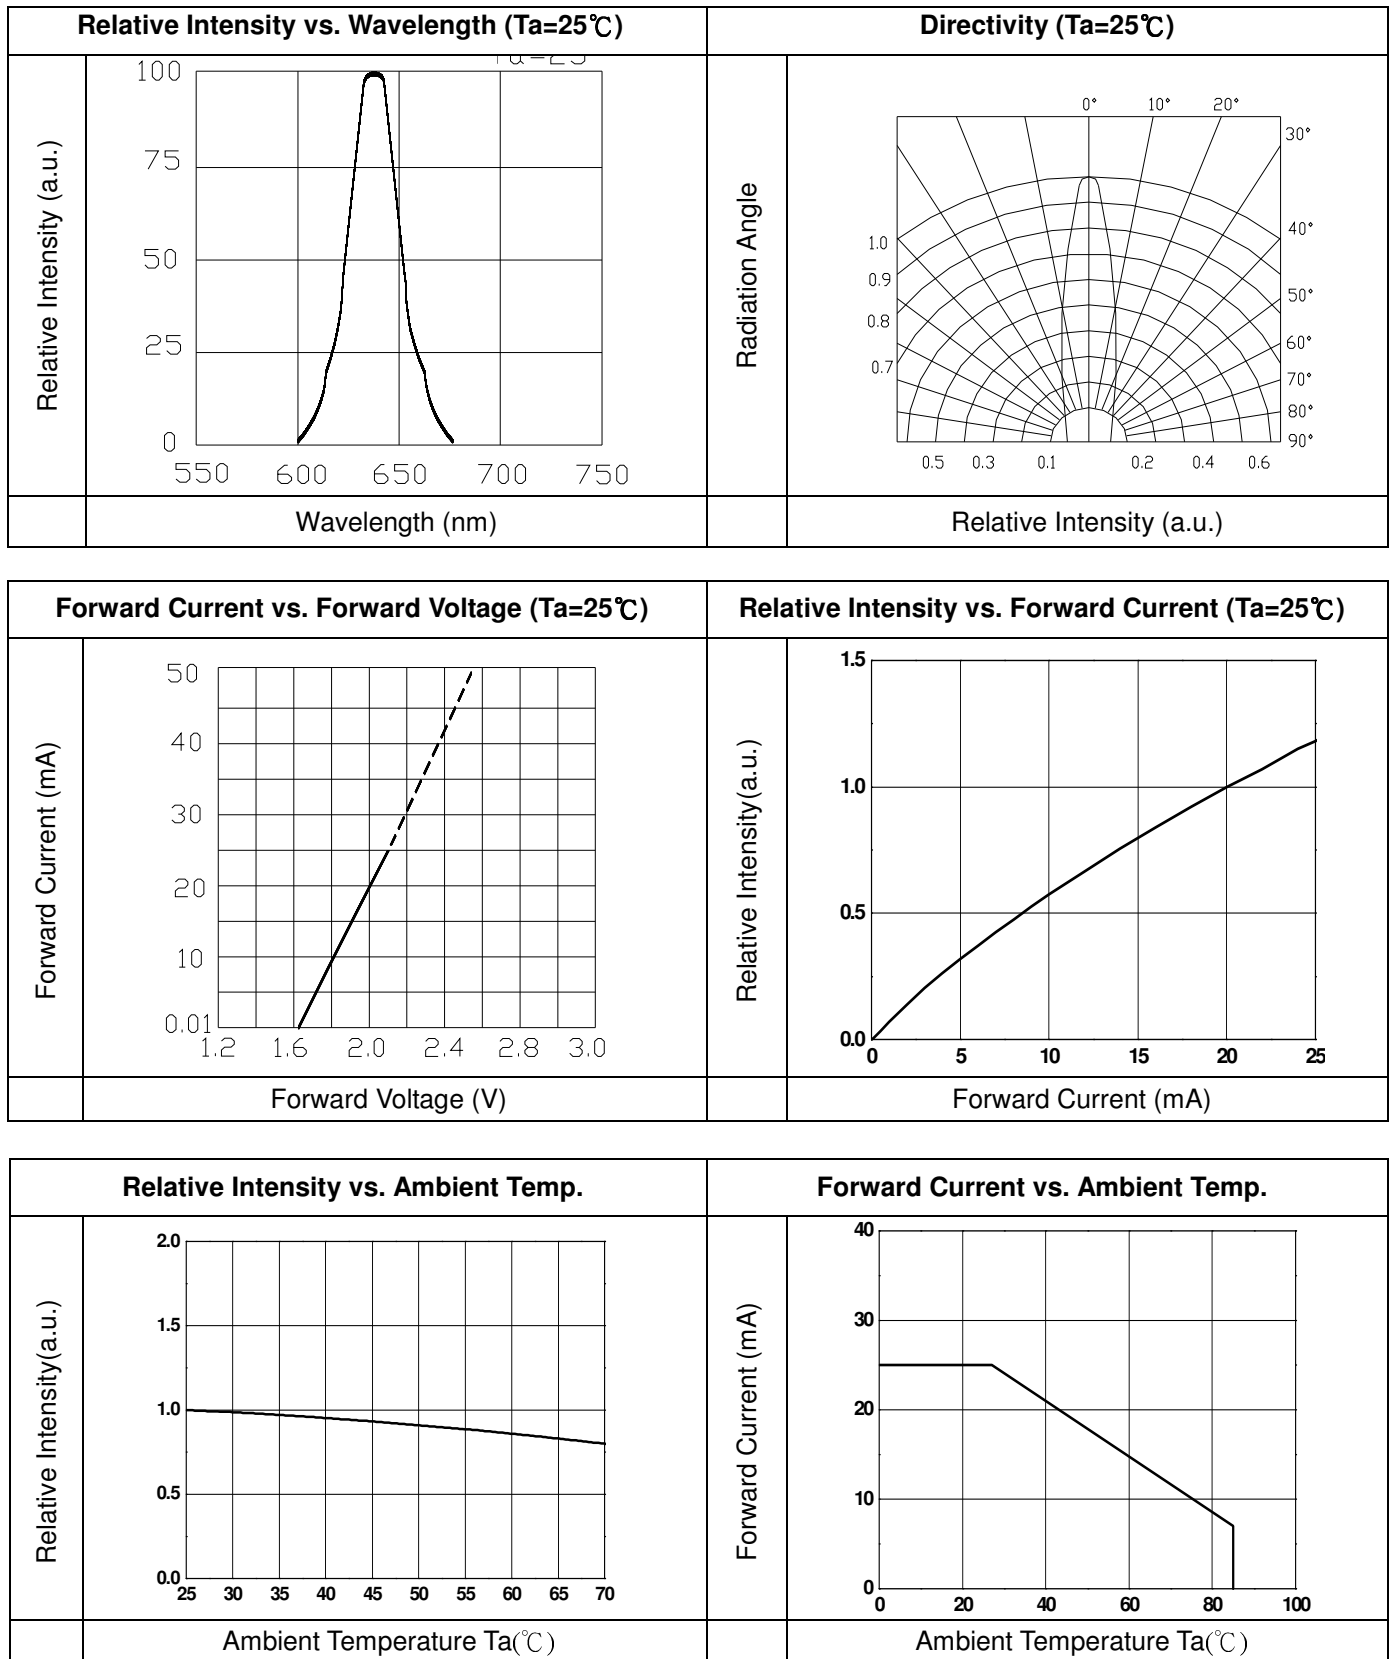 Relative Intensity vs. Wavelength (Ta=25℃)
Directivity (Ta=25℃)
Relative Intensity (a.u.)
100
75
50
25
0
550 600 650 700 750
Wavelength (nm)
Radiation Angle
0° 10° 20°
30°
40°
50°
60°
70°
80°
90°
1.0
0.9
0.8
0.7
0.5 0.3 0.1 0.2 0.4 0.6
Relative Intensity (a.u.)
Forward Current vs. Forward Voltage (Ta=25℃)
Relative Intensity vs. Forward Current (Ta=25℃)
Forward Current (mA)
50
40
30
20
10
0.01
1.2 1.6 2.0 2.4 2.8 3.0
Forward Voltage (V)
Relative Intensity(a.u.)
1.5
1.0
0.5
0.0
0 5 10 15 20 25
Forward Current (mA)
Relative Intensity vs. Ambient Temp.
Forward Current vs. Ambient Temp.
Relative Intensity(a.u.)
2.0
1.5
1.0
0.5
0.0
25 30 35 40 45 50 55 60 65 70
Ambient Temperature Ta(℃)
Forward Current (mA)
40
30
20
10
0
0 20 40 60 80 100
Ambient Temperature Ta(℃)